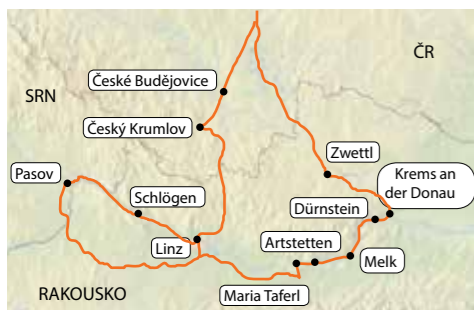 ČR
České Budějovice
SRN
Český Krumlov
Zwettl
Pasov
Krems an
der Donau
Schlögen
Dürnstein
Linz
Artstetten
Melk
RAKOUSKO
Maria Taferl